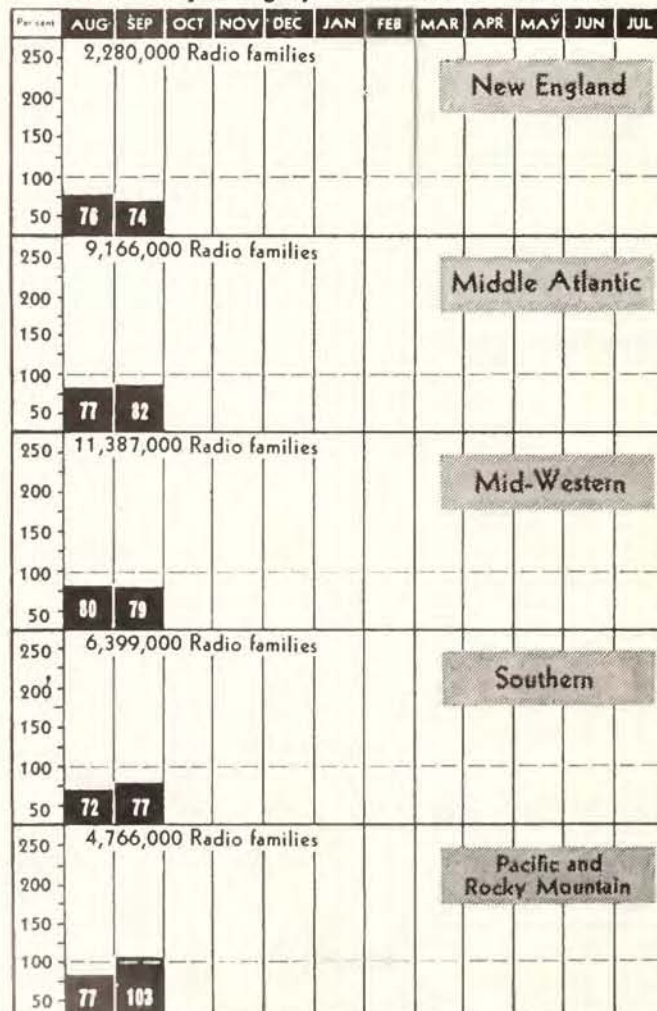 Per cent AUG SEP OCT NOV DEC JAN FEB MAR APR MAY JUN JUL
2,280,000 Radio families
New England
250
200
150
100
50
76 74
9,166,000 Radio families
Middle Atlantic
250
200
150
100
50
77 82
11,387,000 Radio families
Mid-Western
250
200
150
100
50
80 79
6,399,000 Radio families
Southern
250
200
150
100
50
72 77
4,766,000 Radio families
Pacific and
Rocky Mountain
250
200
150
100
50
77 103